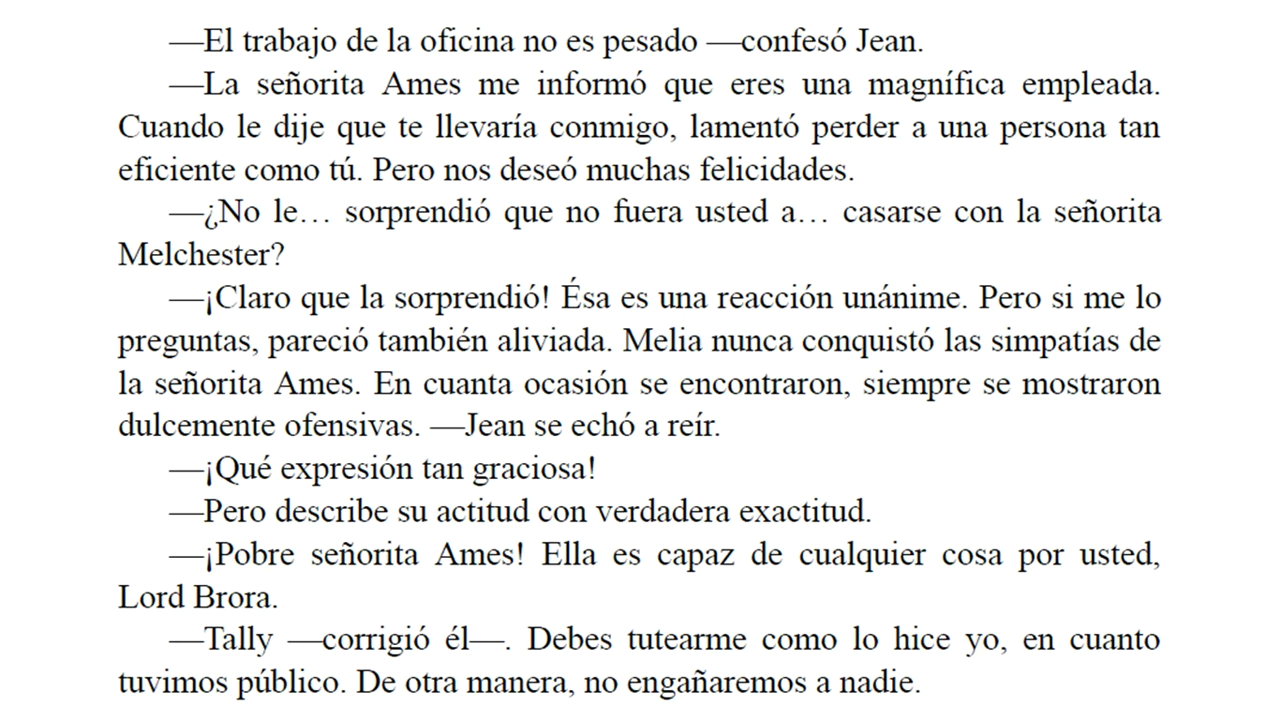 —El trabajo de la oficina no es pesado —confesó Jean.
—La señorita Ames me informó que eres una magnífica empleada.
Cuando le dije que te llevaría conmigo, lamentó perder a una persona tan
eficiente como tú. Pero nos deseó muchas felicidades.
—¿No le… sorprendió que no fuera usted a… casarse con la señorita
Melchester?
—¡Claro que la sorprendió! Ésa es una reacción unánime. Pero si me lo
preguntas, pareció también aliviada. Melia nunca conquistó las simpatías de
la señorita Ames. En cuanta ocasión se encontraron, siempre se mostraron
dulcemente ofensivas. —Jean se echó a reír.
—¡Qué expresión tan graciosa!
—Pero describe su actitud con verdadera exactitud.
—¡Pobre señorita Ames! Ella es capaz de cualquier cosa por usted,
Lord Brora.
—Tally —corrigió él—. Debes tutearme como lo hice yo, en cuanto
tuvimos público. De otra manera, no engañaremos a nadie.